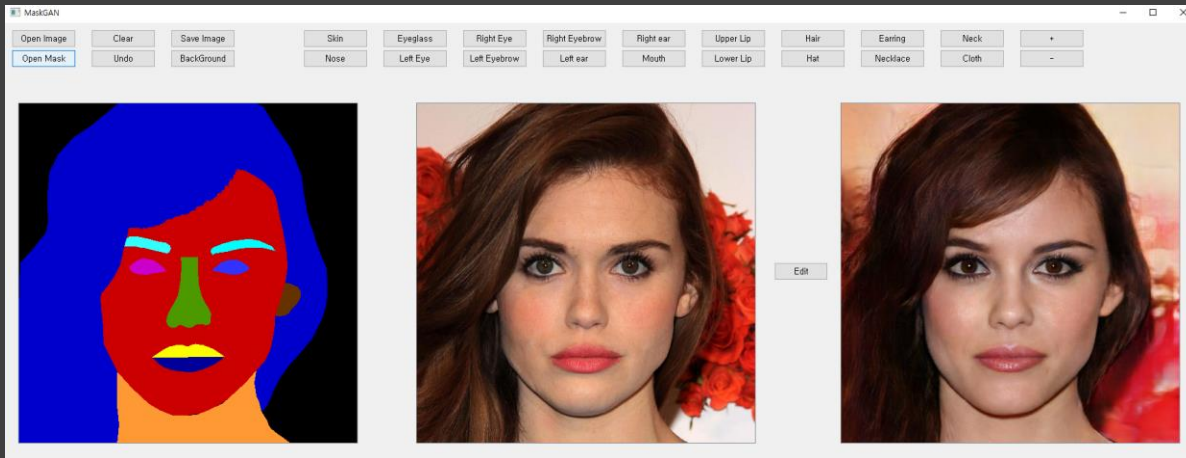 MaskGAN
Open Image Clear Save Image Skin Eyeglass Right Eye Right Eyebrow Right ear Upper Lip Hair Earring Neck +
Open Mask Undo BackGround Nose Left Eye Left Eyebrow Left ear Mouth Lower Lip Hat Necklace Cloth -
Edit